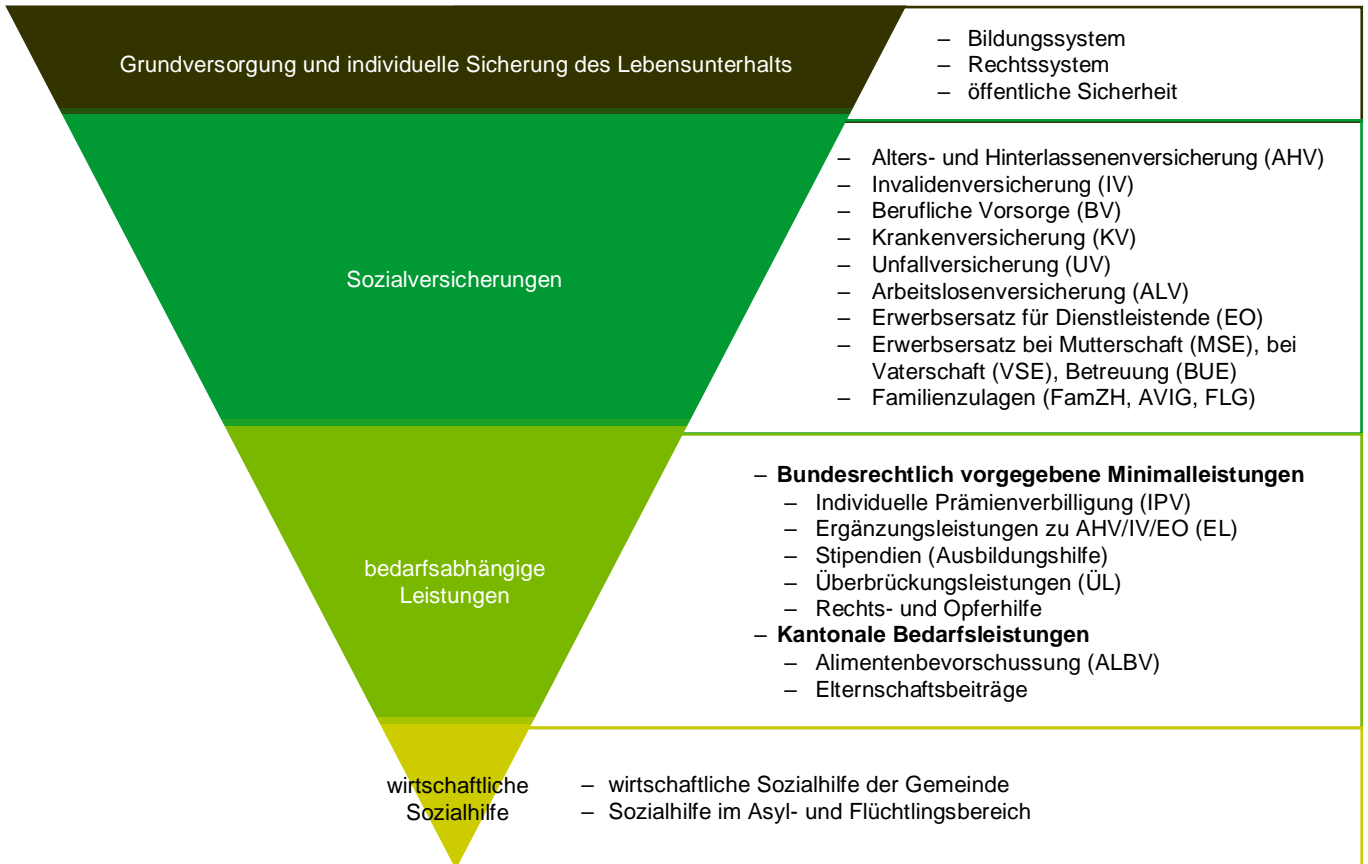 Grundversorgung und individuelle Sicherung des Lebensunterhalts
– Bildungssystem
– Rechtssystem
– öffentliche Sicherheit
Sozialversicherungen
– Alters- und Hinterlassenenversicherung (AHV)
– Invalidenversicherung (IV)
– Berufliche Vorsorge (BV)
– Krankenversicherung (KV)
– Unfallversicherung (UV)
– Arbeitslosenversicherung (ALV)
– Erwerbsersatz für Dienstleistende (EO)
– Erwerbsersatz bei Mutterschaft (MSE), bei
Vaterschaft (VSE), Betreuung (BUE)
– Familienzulagen (FamZH, AVIG, FLG)
bedarfsabhängige
Leistungen
– Bundesrechtlich vorgegebene Minimalleistungen
– Individuelle Prämienverbilligung (IPV)
– Ergänzungsleistungen zu AHV/IV/EO (EL)
– Stipendien (Ausbildungshilfe)
– Überbrückungsleistungen (ÜL)
– Rechts- und Opferhilfe
– Kantonale Bedarfsleistungen
– Alimentenbevorschussung (ALBV)
– Elternschaftsbeiträge
wirtschaftliche
Sozialhilfe
– wirtschaftliche Sozialhilfe der Gemeinde
– Sozialhilfe im Asyl- und Flüchtlingsbereich